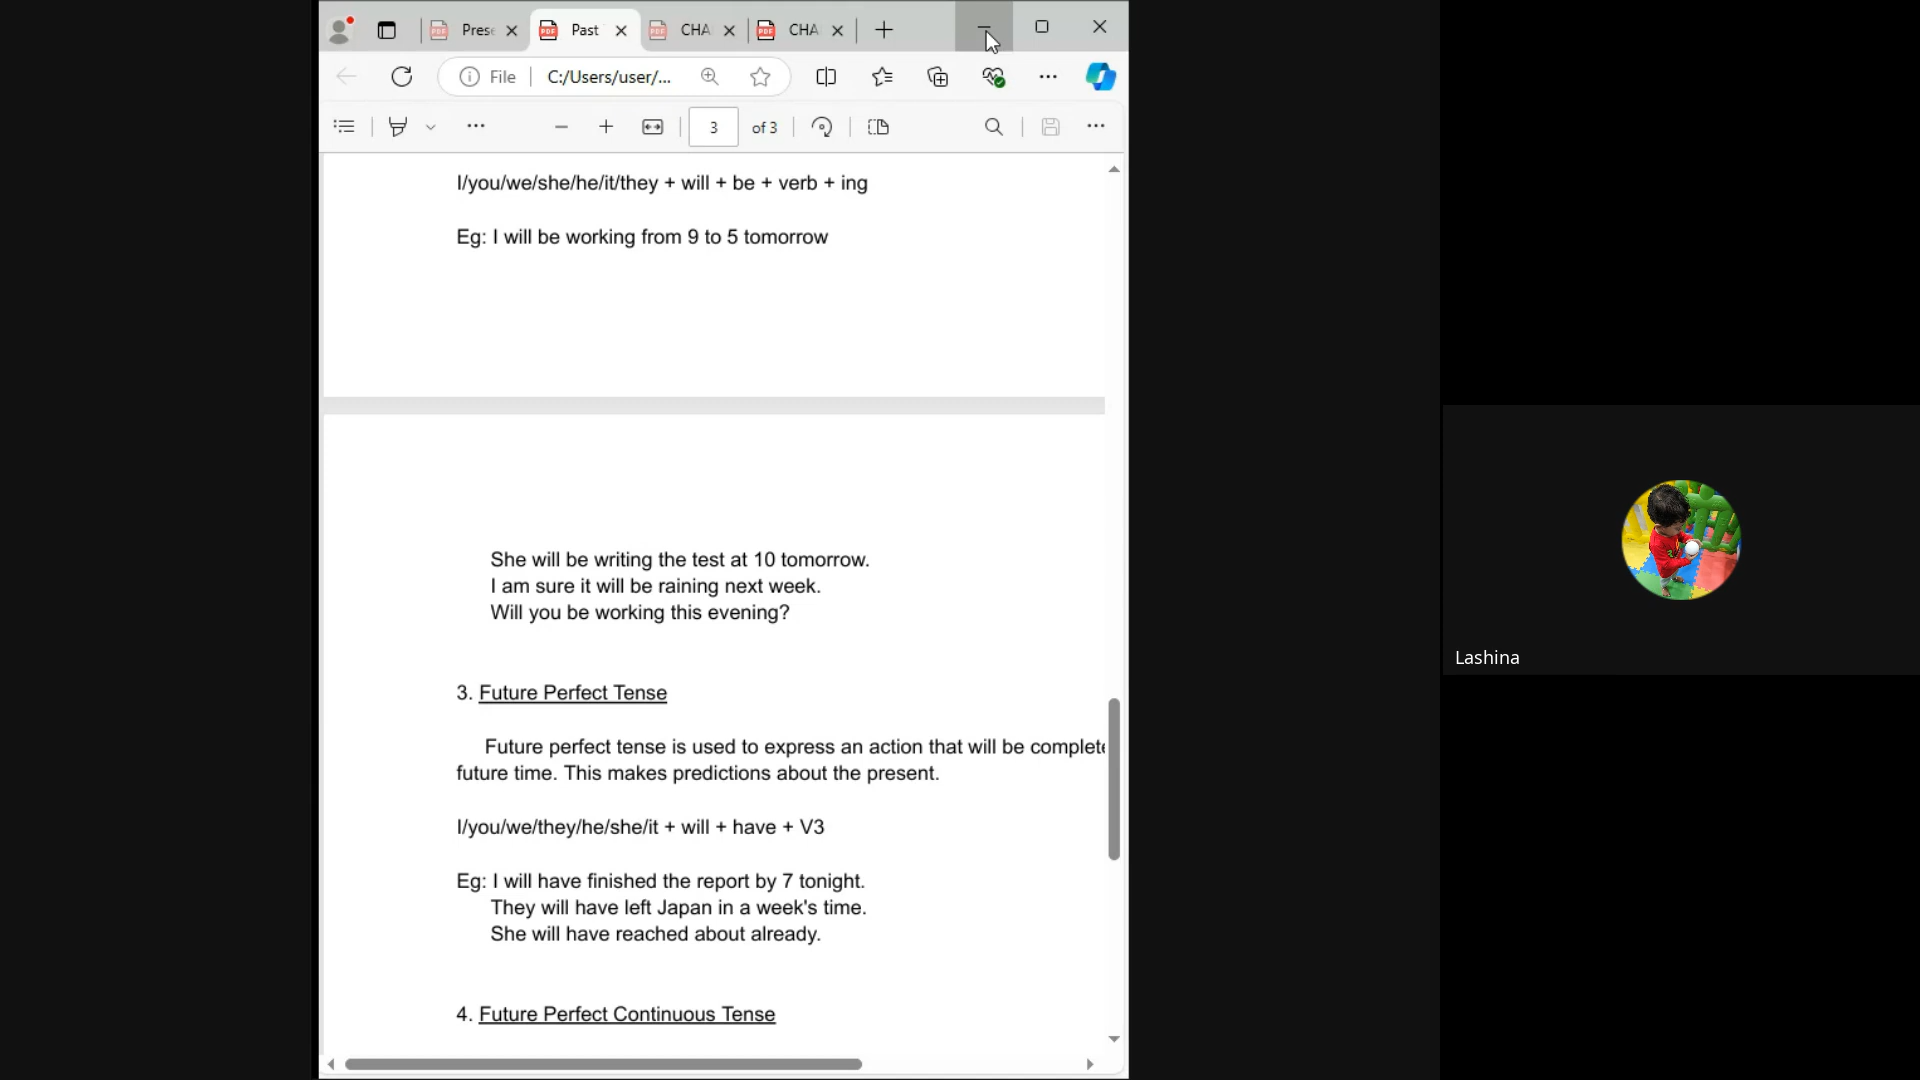 Pres
Past
CHA
CHA
File
C:/Users/user/...
3
of 3
I/you/we/she/he/it/they + will + be + verb + ing
Eg: I will be working from 9 to 5 tomorrow
She will be writing the test at 10 tomorrow.
I am sure it will be raining next week.
Will you be working this evening?
3. Future Perfect Tense
Future perfect tense is used to express an action that will be complete
future time. This makes predictions about the present.
I/you/we/they/he/she/it + will + have + V3
Eg: I will have finished the report by 7 tonight.
They will have left Japan in a week's time.
She will have reached about already.
4. Future Perfect Continuous Tense
Lashina